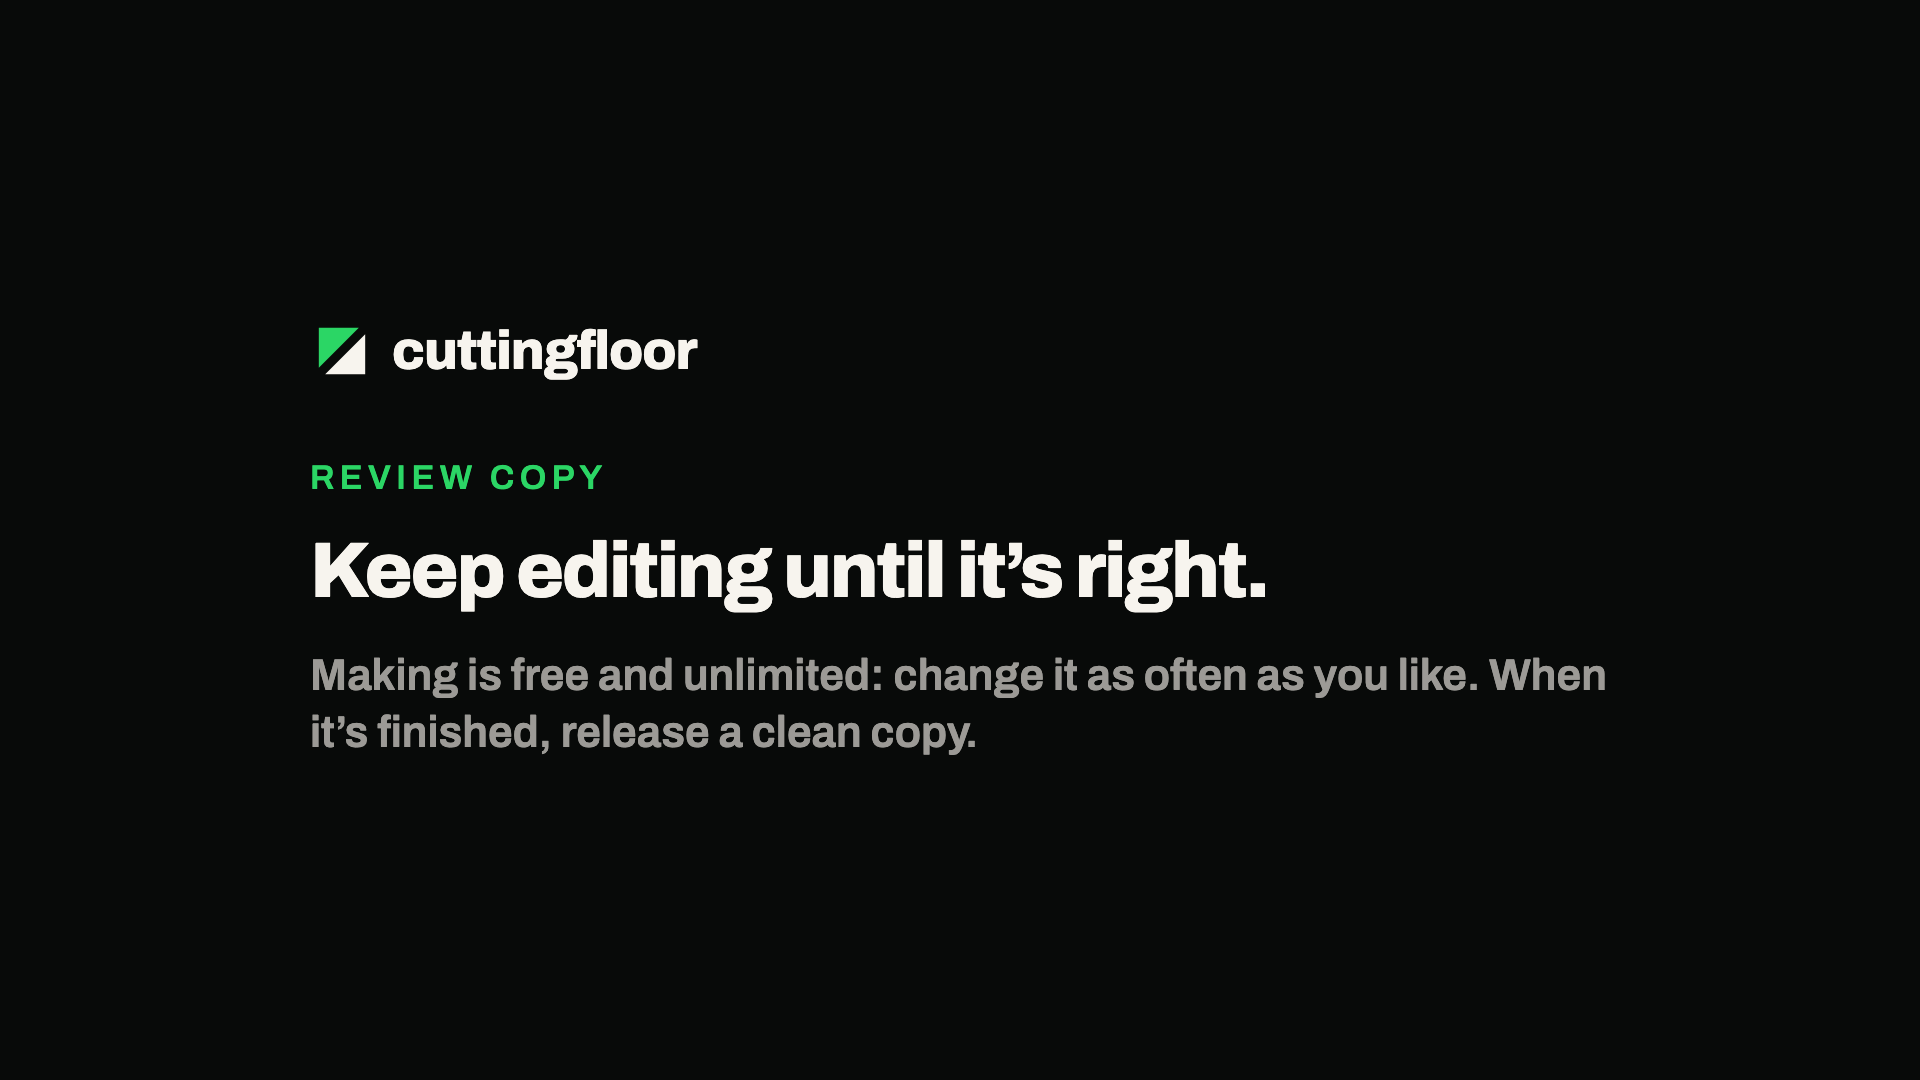 cuttingfloor
REVIEW COPY
Keep editing until it’s right.
Making is free and unlimited: change it as often as you like. When
it’s finished, release a clean copy.